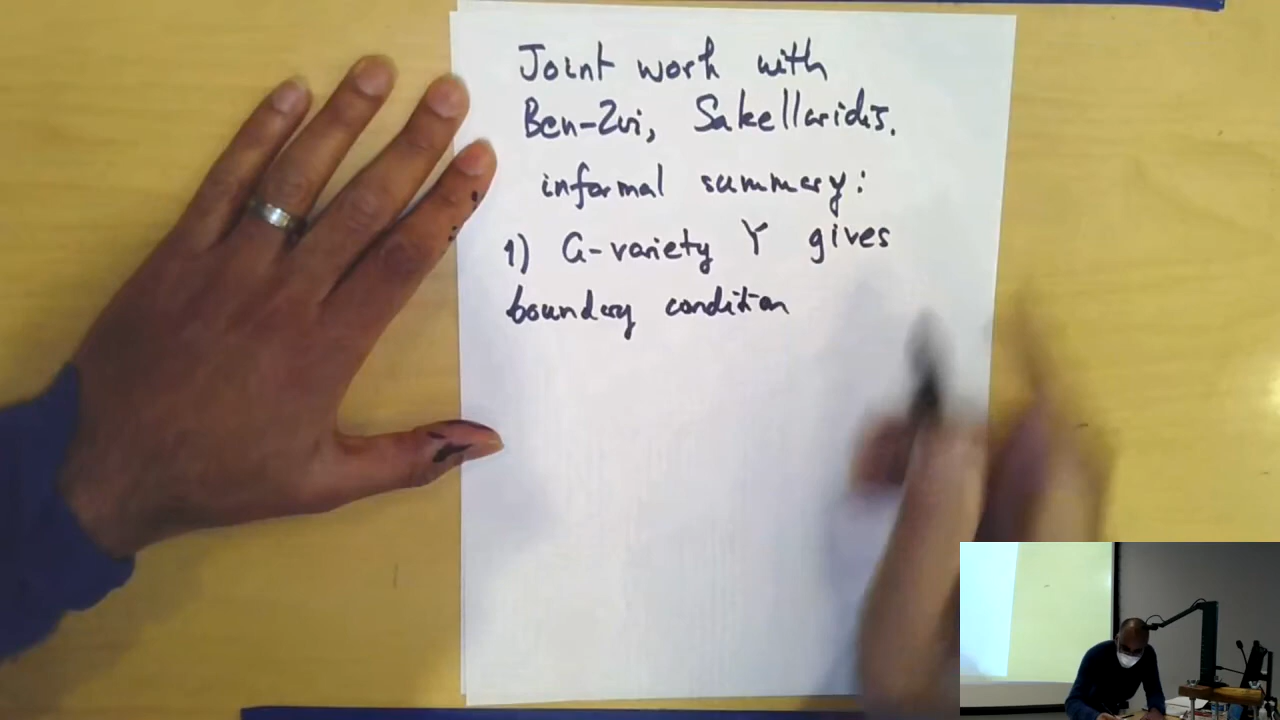 Joint work with
Ben-Zvi, Sakellaridis.
informal summary:
1) G-variety Y gives
boundary condition